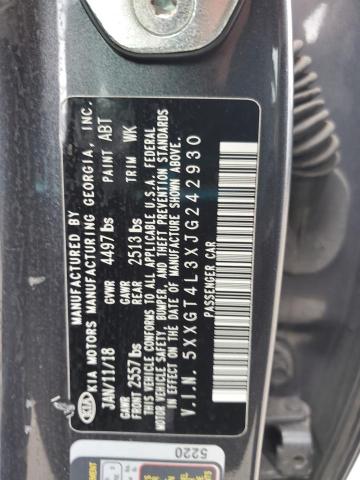 MANUFACTURED BY
KIA KIA MOTORS MANUFACTURING GEORGIA, INC.
JAN/11/18 GVWR 4497lbs PAINT ABT
GAWR FRONT 2557lbs GAWR REAR 2513lbs TRIM WK
THIS VEHICLE CONFORMS TO ALL APPLICABLE U.S.A. FEDERAL
MOTOR VEHICLE SAFETY, BUMPER, AND THEFT PREVENTION STANDARDS
IN EFFECT ON THE DATE OF MANUFACTURE SHOWN ABOVE.
V.I.N. 5XXGT4L3XJG242930
PASSENGER CAR
5220